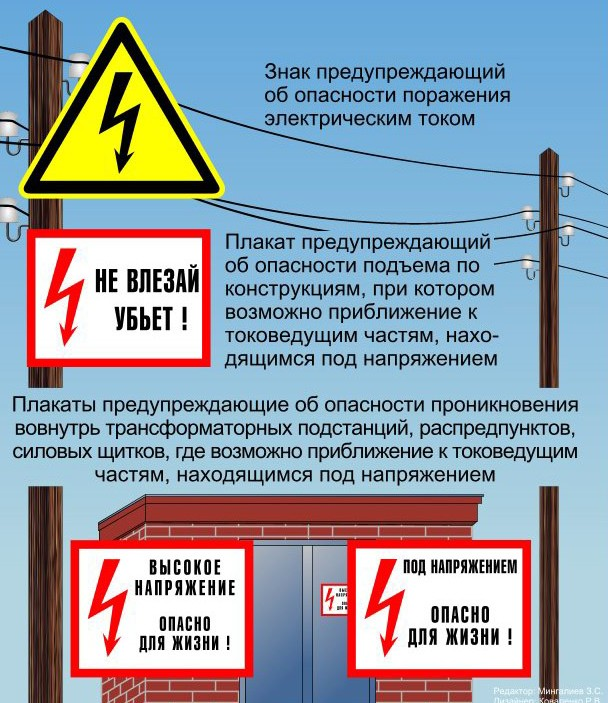 Знак предупреждающий
об опасности поражения
электрическим током
НЕ ВЛЕЗАЙ
УБЬЕТ !
Плакат предупреждающий
об опасности подъема по
конструкциям, при котором
возможно приближение к
токоведущим частям, нахо-
дящимся под напряжением
Плакаты предупреждающие об опасности проникновения
вовнутрь трансформаторных подстанций, распредпунктов,
силовых щитков, где возможно приближение к токоведущим
частям, находящимся под напряжением
ВЫСОКОЕ
НАПРЯЖЕНИЕ
ОПАСНО
ДЛЯ ЖИЗНИ !
ПОД НАПРЯЖЕНИЕМ
ОПАСНО
ДЛЯ ЖИЗНИ !
Редактор: Мингалиев З.С.
Дизайнер: Коваленко Р.В.